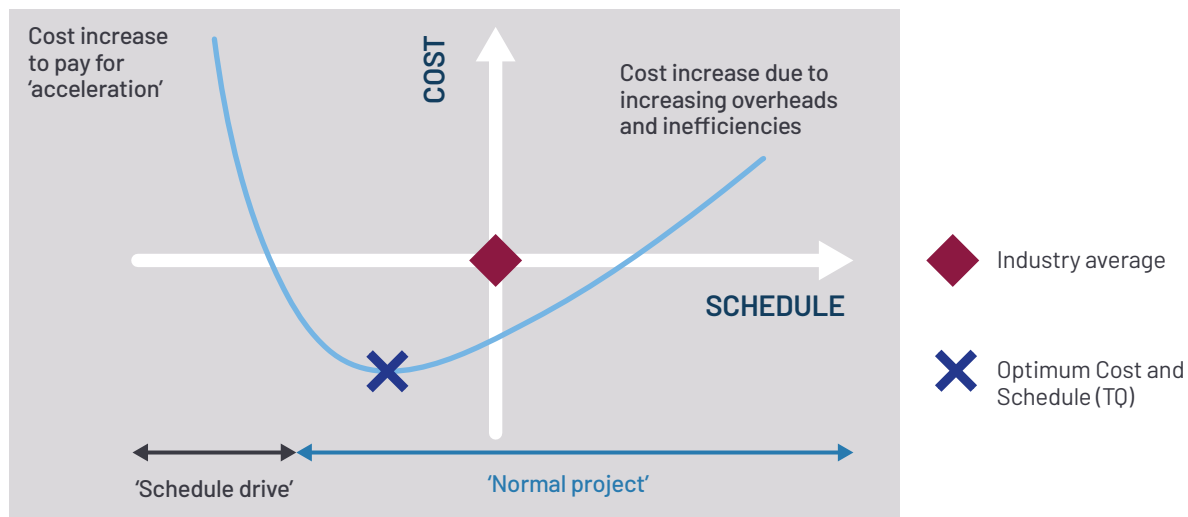 Cost increase
to pay for
‘acceleration’
COST
Cost increase due to
increasing overheads
and inefficiencies
SCHEDULE
Industry average
Optimum Cost and
Schedule (TQ)
‘Schedule drive’
‘Normal project’